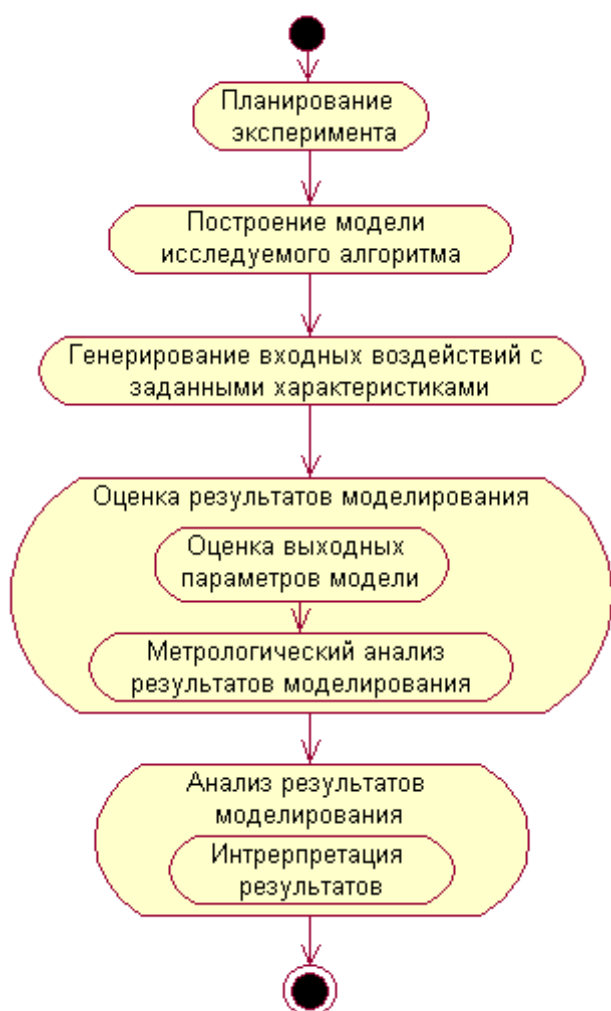 Планирование
эксперимента
Построение модели
исследуемого алгоритма
Генерирование входных воздействий с
заданными характеристиками
Оценка результатов моделирования
Оценка выходных
параметров модели
Метрологический анализ
результатов моделирования
Анализ результатов
моделирования
Интрерпретация
результатов